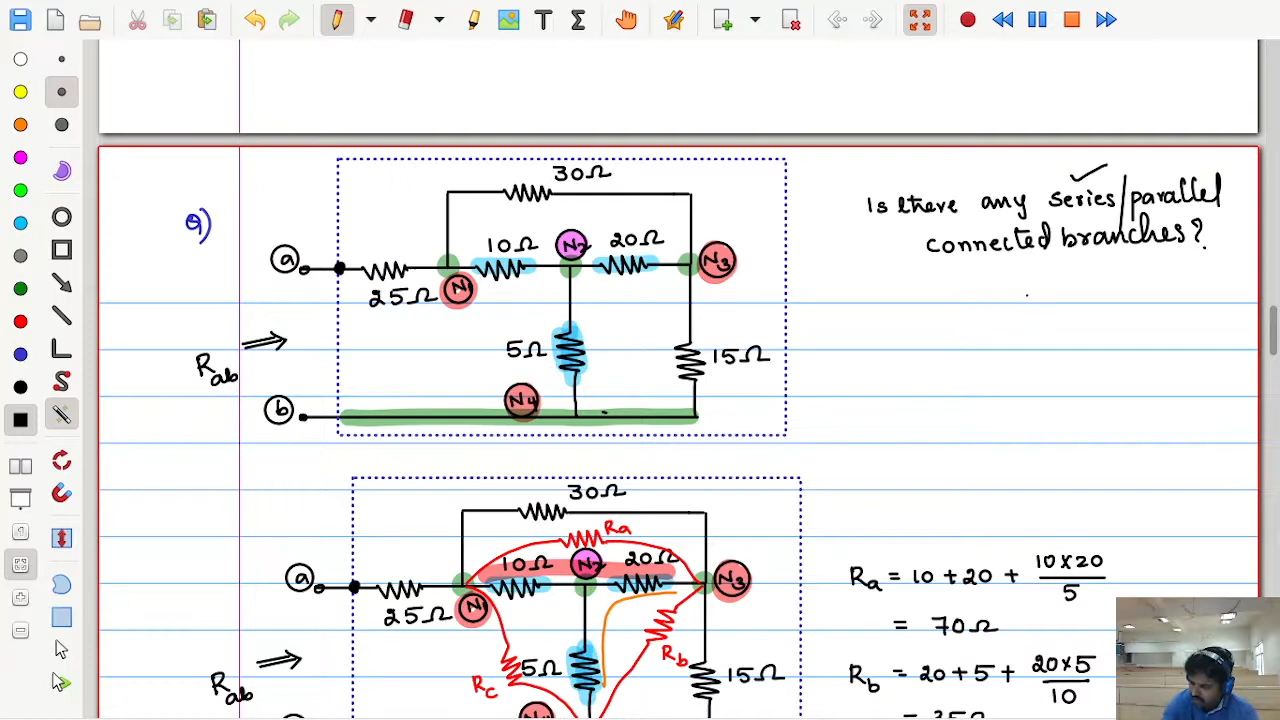 30Ω
9)
Is there any series/parallel
connected branches?
a
10Ω
N2
20Ω
N3
25Ω
N1
5Ω
15Ω
Rab
b
N4
30Ω
Ra
10Ω
N2
20Ω
N3
a
25Ω
N1
Ra = 10 + 20 + 10×20/5
= 70Ω
5Ω
Rb
15Ω
Rc
Rab
Rb = 20 + 5 + 20×5/10
= 35Ω